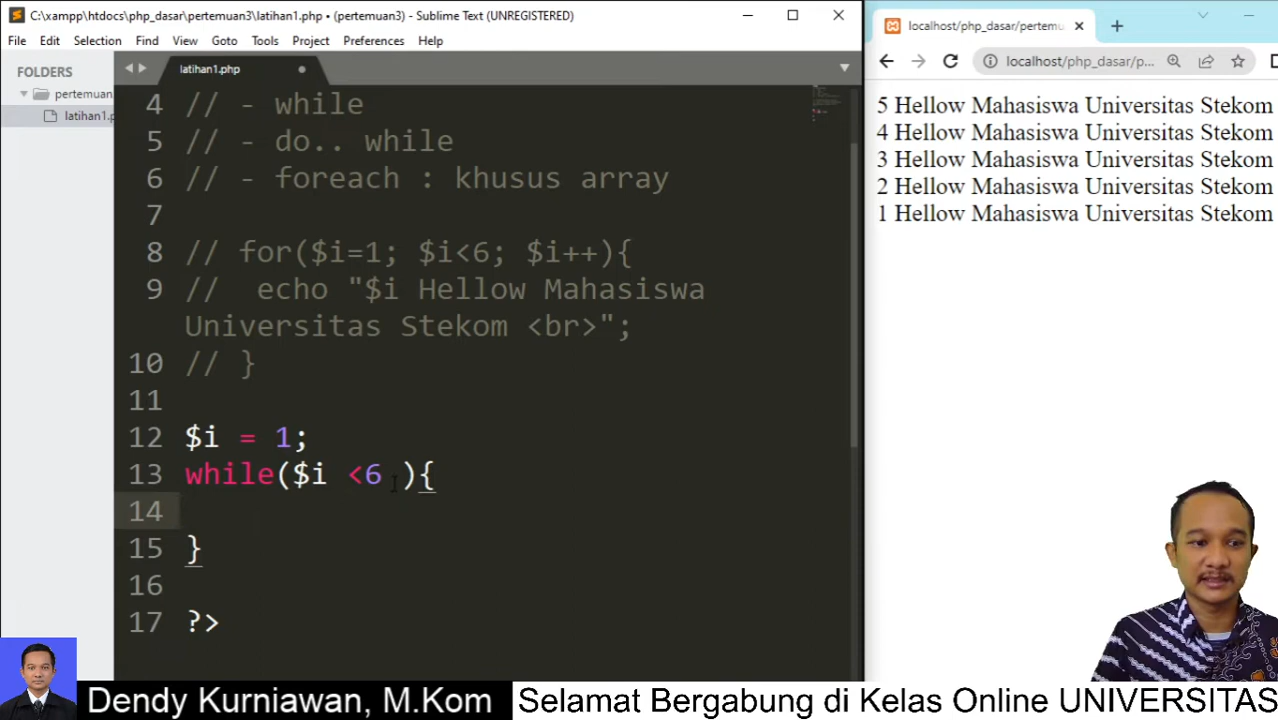 C:\xampp\htdocs\php_dasar\pertemuan3\latihan1.php • (pertemuan3) - Sublime Text (UNREGISTERED)
File Edit Selection Find View Goto Tools Project Preferences Help
FOLDERS
pertemuan
latihan1.p
latihan1.php
4 // - while
5 // - do.. while
6 // - foreach : khusus array
7
8 // for($i=1; $i<6; $i++){
9 //  echo "$i Hellow Mahasiswa
Universitas Stekom <br>";
10 // }
11
12 $i = 1;
13 while($i <6 ){
14
15 }
16
17 ?>
localhost/php_dasar/pertemu
localhost/php_dasar/p...
5 Hellow Mahasiswa Universitas Stekom
4 Hellow Mahasiswa Universitas Stekom
3 Hellow Mahasiswa Universitas Stekom
2 Hellow Mahasiswa Universitas Stekom
1 Hellow Mahasiswa Universitas Stekom
Dendy Kurniawan, M.Kom
Selamat Bergabung di Kelas Online UNIVERSITAS